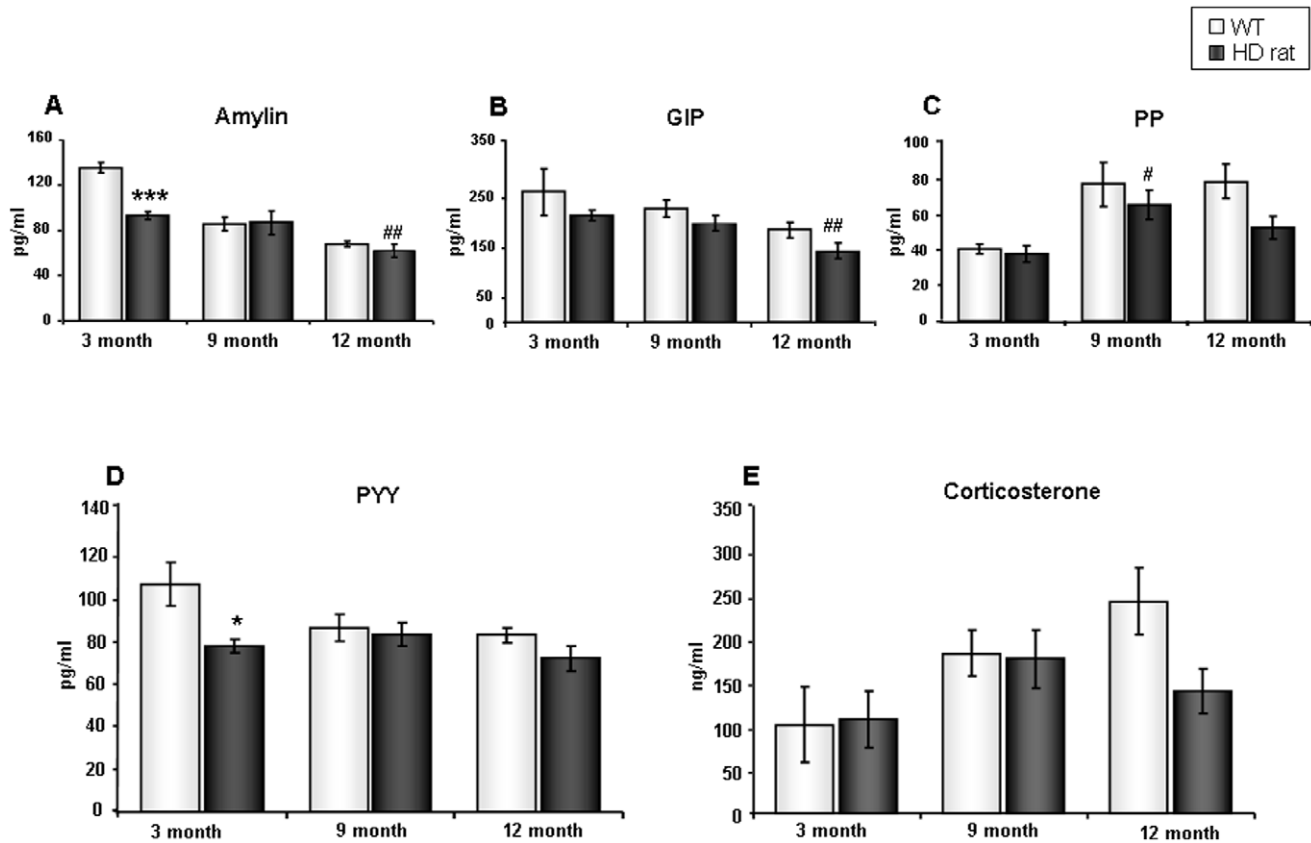 WT
HD rat
A
Amylin
160
120
80
40
0
pg/ml
***
##
3 month 9 month 12 month
B
GIP
350
250
150
50
0
pg/ml
##
3 month 9 month 12 month
C
PP
100
80
60
40
20
0
pg/ml
#
3 month 9 month 12 month
D
PYY
140
120
100
80
60
40
20
0
pg/ml
*
3 month 9 month 12 month
E
Corticosterone
350
300
250
200
150
100
50
0
ng/ml
3 month 9 month 12 month